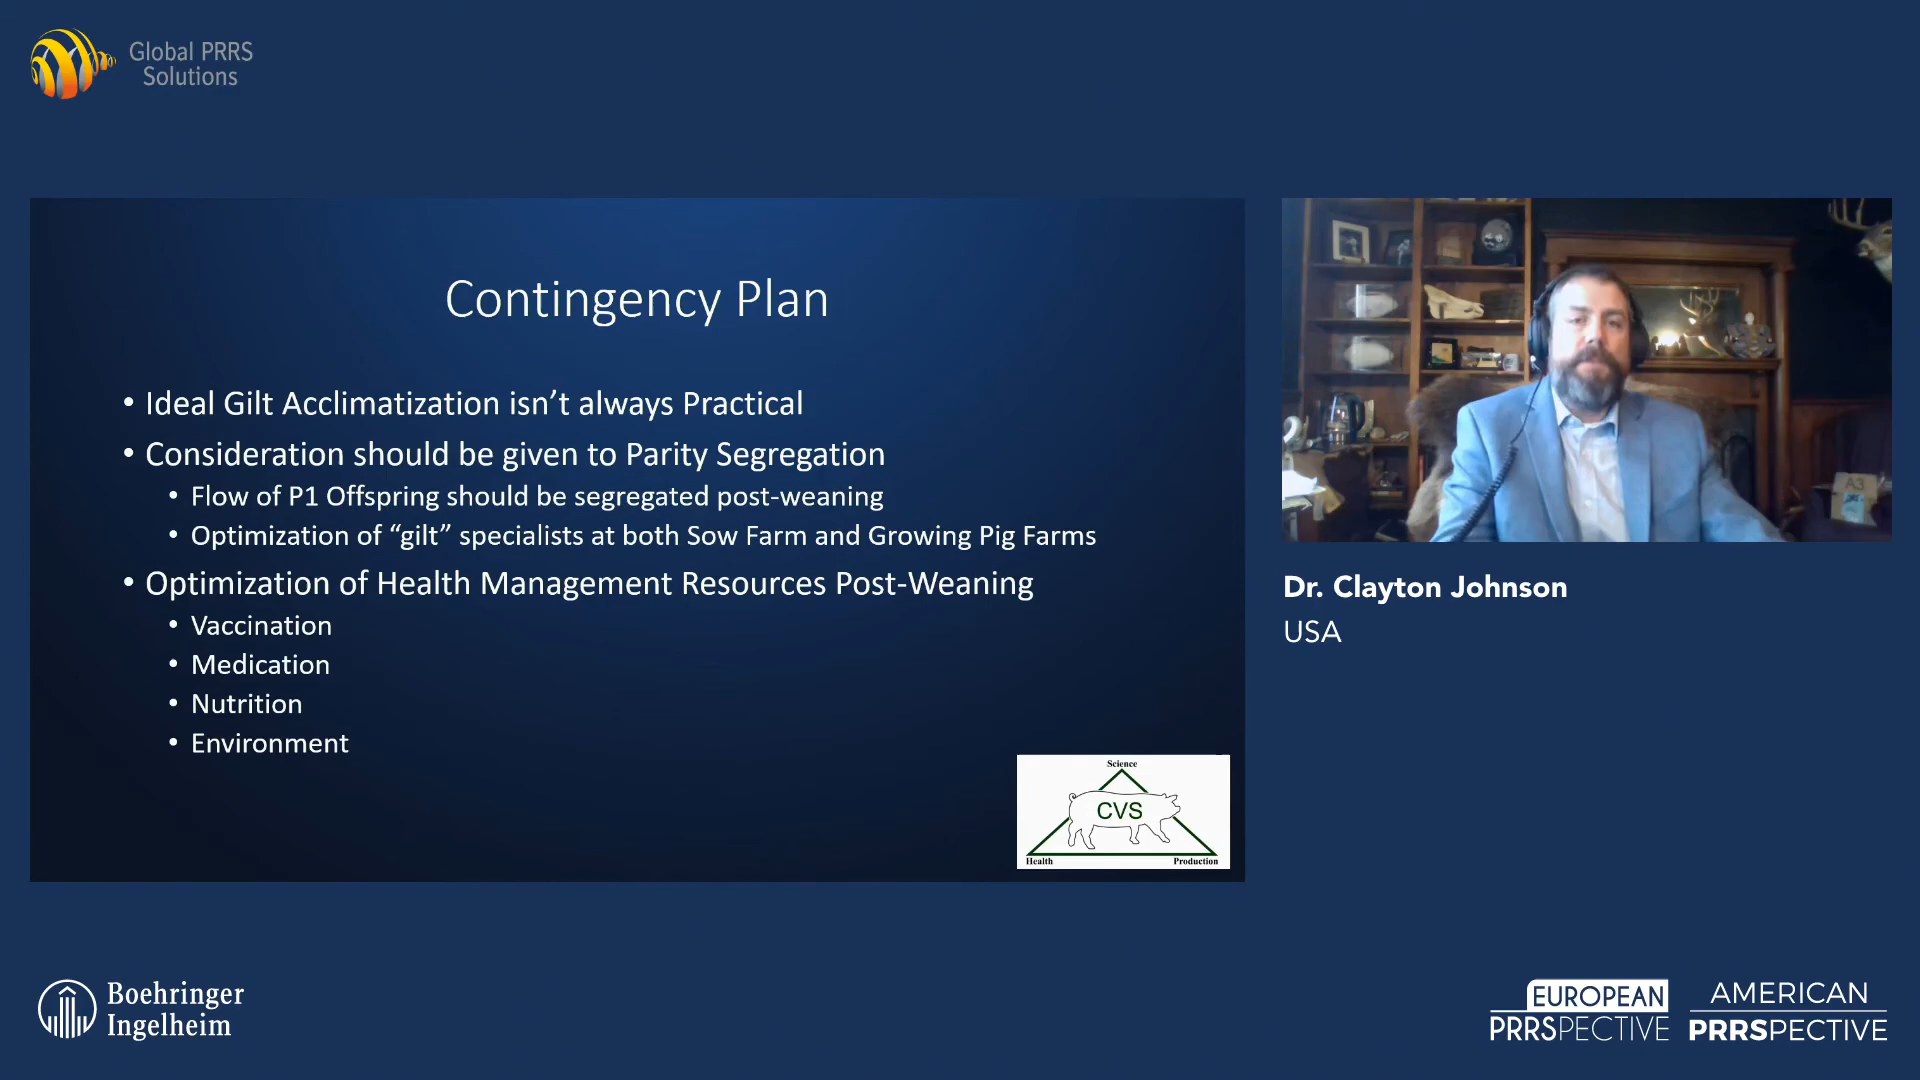 Global PRRS
Solutions
Contingency Plan
• Ideal Gilt Acclimatization isn’t always Practical
• Consideration should be given to Parity Segregation
• Flow of P1 Offspring should be segregated post-weaning
• Optimization of “gilt” specialists at both Sow Farm and Growing Pig Farms
• Optimization of Health Management Resources Post-Weaning
• Vaccination
• Medication
• Nutrition
• Environment
Science
CVS
Health Production
A3
Dr. Clayton Johnson
USA
Boehringer
Ingelheim
EUROPEAN
PRRSPECTIVE
AMERICAN
PRRSPECTIVE